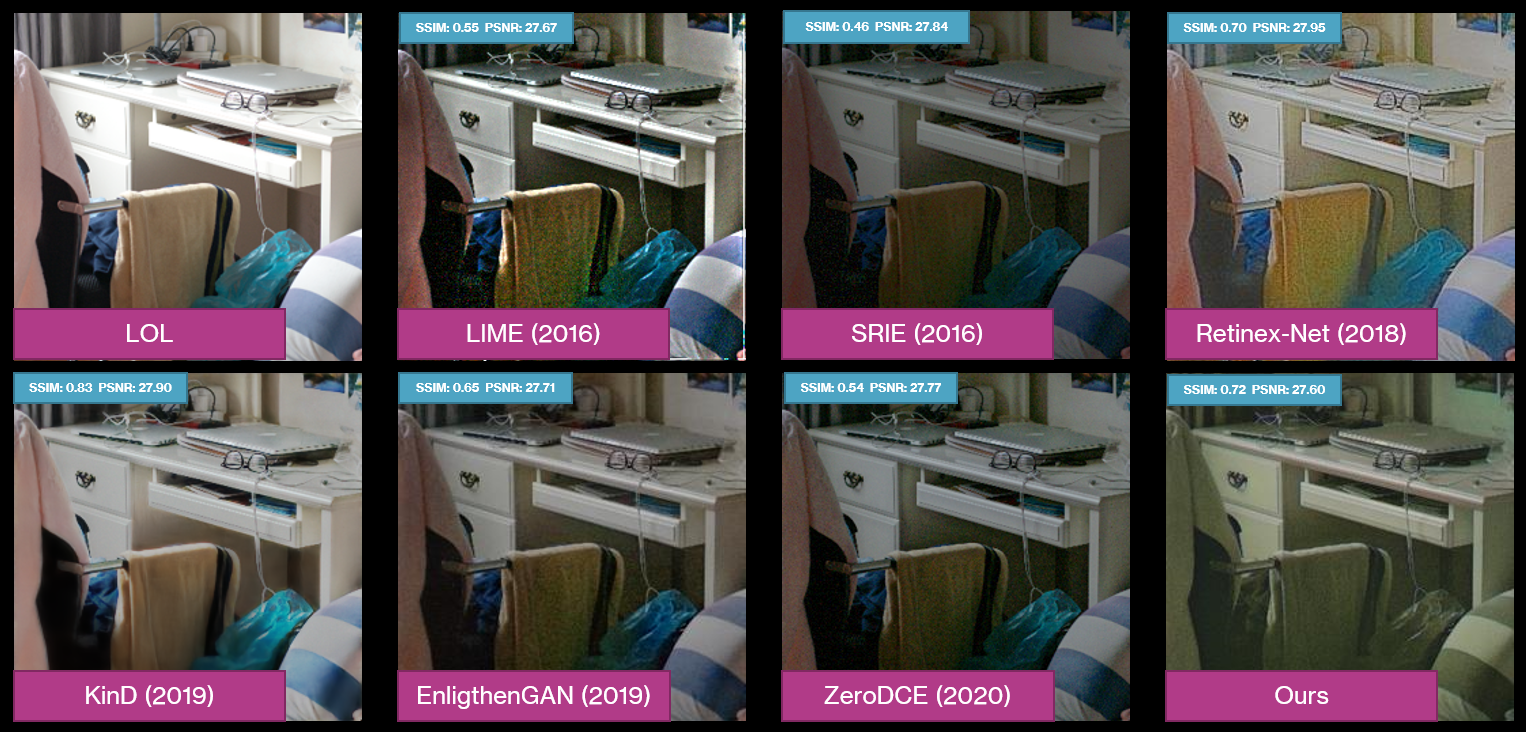 SSIM: 0.55 PSNR: 27.67
SSIM: 0.46 PSNR: 27.84
SSIM: 0.70 PSNR: 27.95
LOL
LIME (2016)
SRIE (2016)
Retinex-Net (2018)
SSIM: 0.83 PSNR: 27.90
SSIM: 0.65 PSNR: 27.71
SSIM: 0.54 PSNR: 27.77
SSIM: 0.72 PSNR: 27.60
KinD (2019)
EnligthenGAN (2019)
ZeroDCE (2020)
Ours